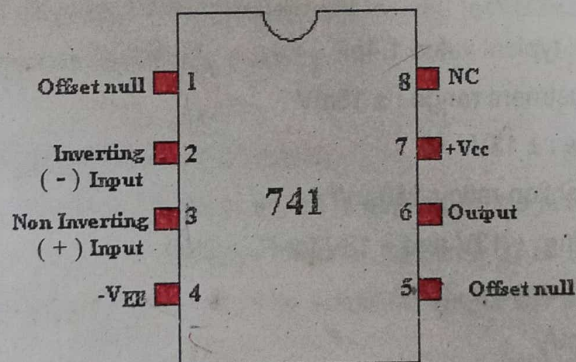 Offset null 1
8 NC
Inverting 2
( - ) Input
7 +Vcc
741
Non Inverting 3
( + ) Input
6 Output
-VEE 4
5 Offset null